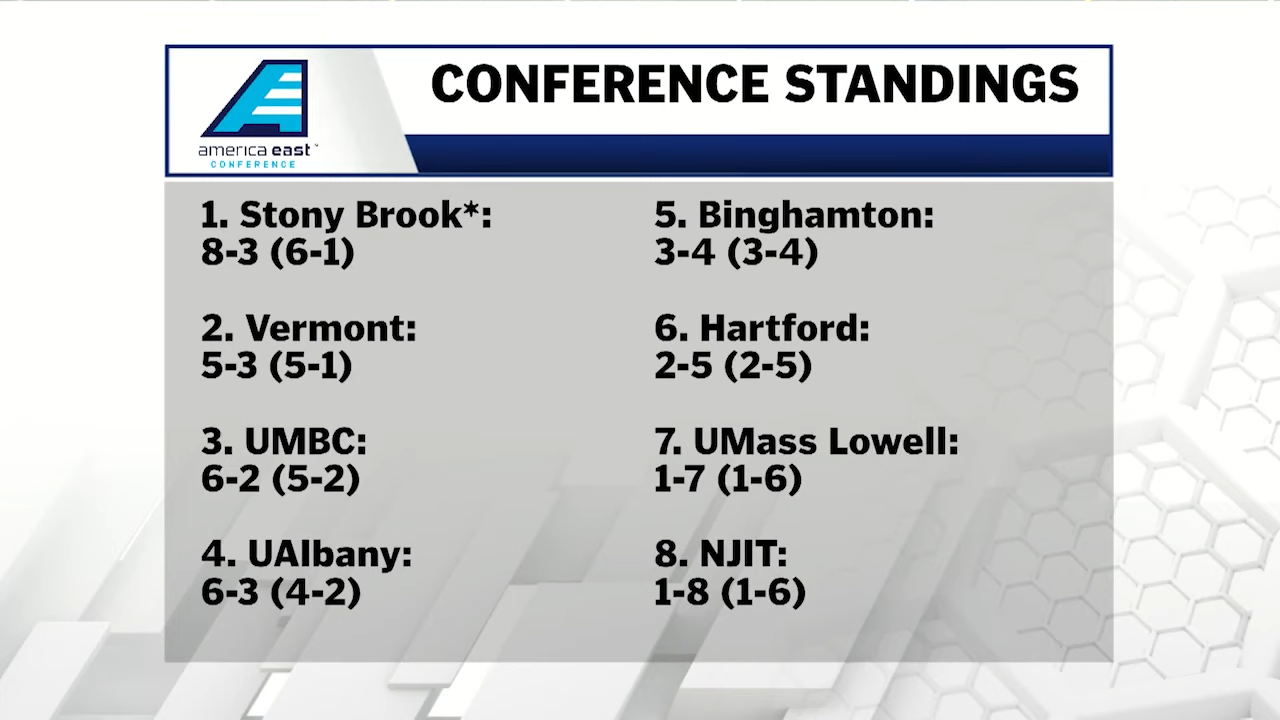 CONFERENCE STANDINGS
america east™
CONFERENCE
1. Stony Brook*:
8-3 (6-1)
2. Vermont:
5-3 (5-1)
3. UMBC:
6-2 (5-2)
4. UAlbany:
6-3 (4-2)
5. Binghamton:
3-4 (3-4)
6. Hartford:
2-5 (2-5)
7. UMass Lowell:
1-7 (1-6)
8. NJIT:
1-8 (1-6)